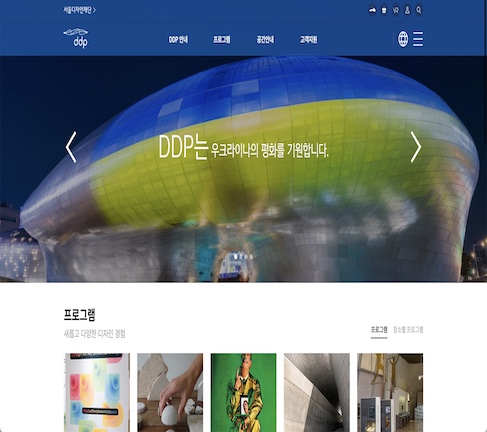 서울디자인재단 >
VR
ddp
DDP 안내
프로그램
공간안내
고객지원
DDP는 우크라이나의 평화를 기원합니다.
프로그램
새롭고 다양한 디자인 경험
프로그램
장소별 프로그램